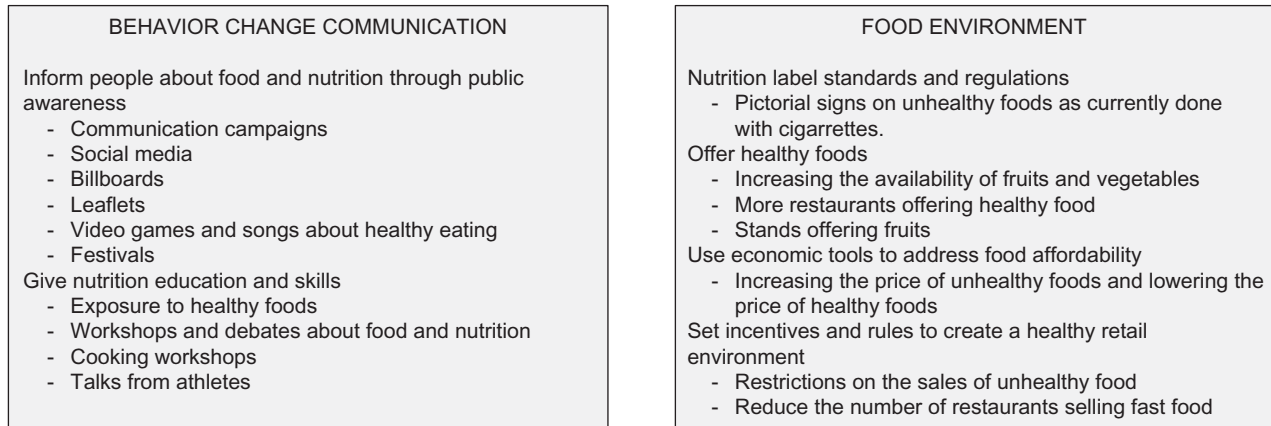 BEHAVIOR CHANGE COMMUNICATION
Inform people about food and nutrition through public
awareness
- Communication campaigns
- Social media
- Billboards
- Leaflets
- Video games and songs about healthy eating
- Festivals
Give nutrition education and skills
- Exposure to healthy foods
- Workshops and debates about food and nutrition
- Cooking workshops
- Talks from athletes
FOOD ENVIRONMENT
Nutrition label standards and regulations
- Pictorial signs on unhealthy foods as currently done
with cigarrettes.
Offer healthy foods
- Increasing the availability of fruits and vegetables
- More restaurants offering healthy food
- Stands offering fruits
Use economic tools to address food affordability
- Increasing the price of unhealthy foods and lowering the
price of healthy foods
Set incentives and rules to create a healthy retail
environment
- Restrictions on the sales of unhealthy food
- Reduce the number of restaurants selling fast food